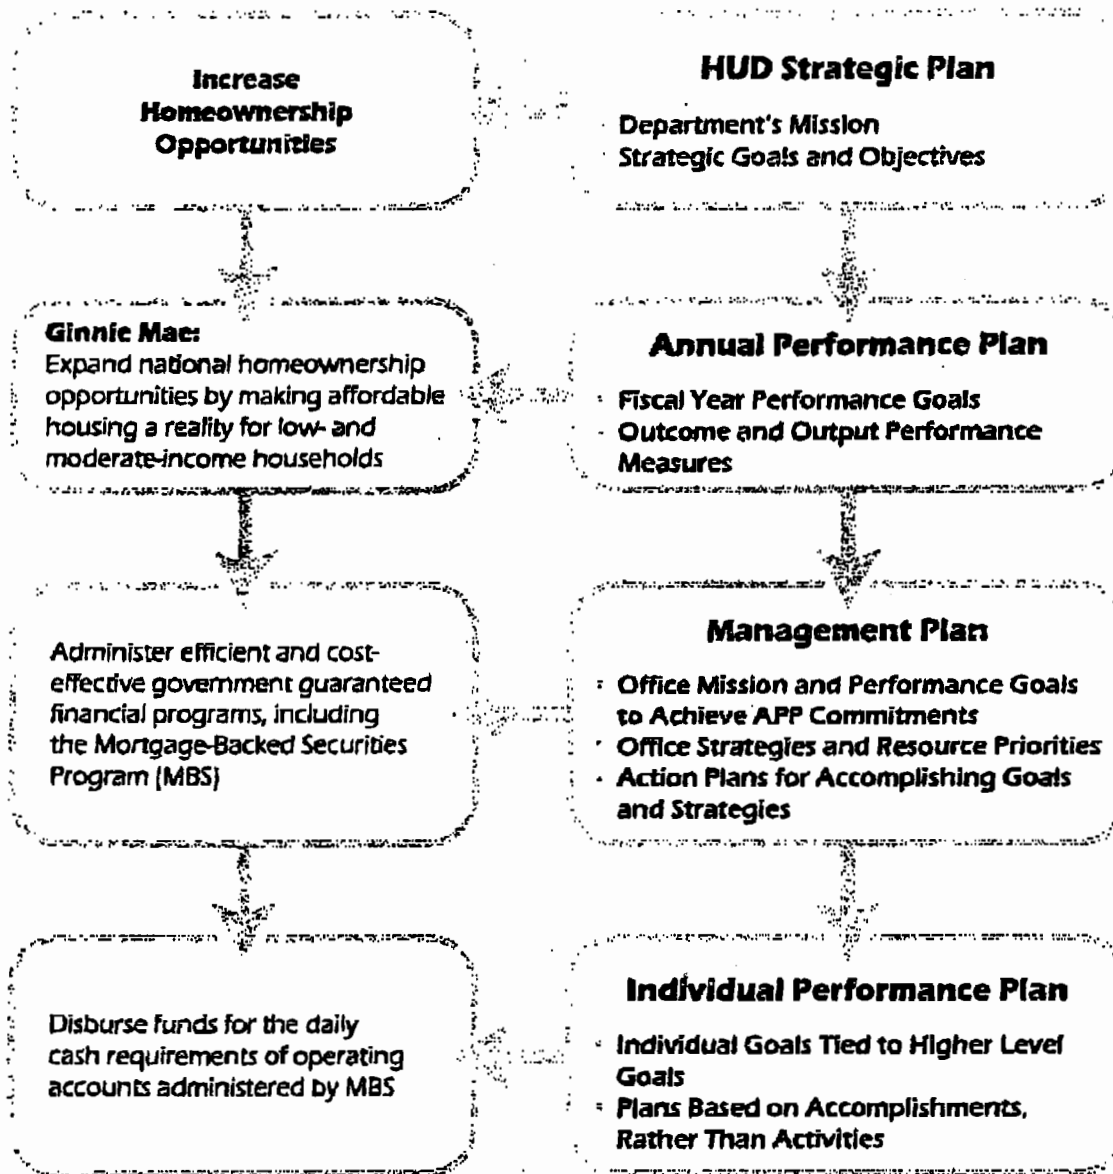 Increase
Homeownership
Opportunities
HUD Strategic Plan
· Department's Mission
· Strategic Goals and Objectives
Ginnie Mae:
Expand national homeownership
opportunities by making affordable
housing a reality for low- and
moderate-income households
Annual Performance Plan
· Fiscal Year Performance Goals
· Outcome and Output Performance
Measures
Administer efficient and cost-
effective government guaranteed
financial programs, including
the Mortgage-Backed Securities
Program (MBS)
Management Plan
· Office Mission and Performance Goals
to Achieve APP Commitments
· Office Strategies and Resource Priorities
· Action Plans for Accomplishing Goals
and Strategies
Disburse funds for the daily
cash requirements of operating
accounts administered by MBS
Individual Performance Plan
· Individual Goals Tied to Higher Level
Goals
· Plans Based on Accomplishments,
Rather Than Activities